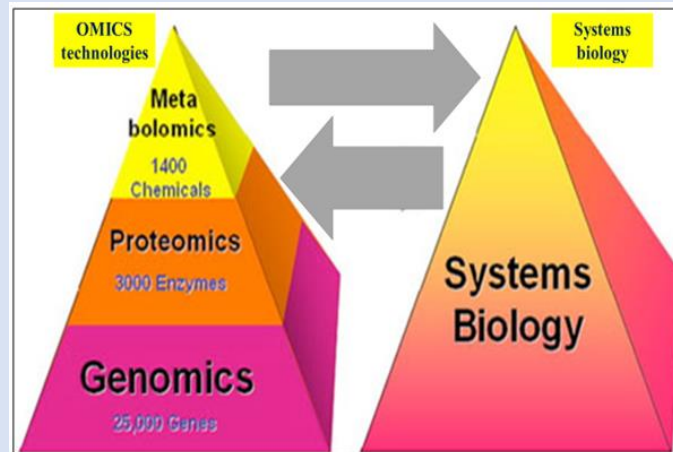 OMICS
technologies
Systems
biology
Meta
bolomics
1400
Chemicals
Proteomics
3000 Enzymes
Genomics
25,000 Genes
Systems
Biology